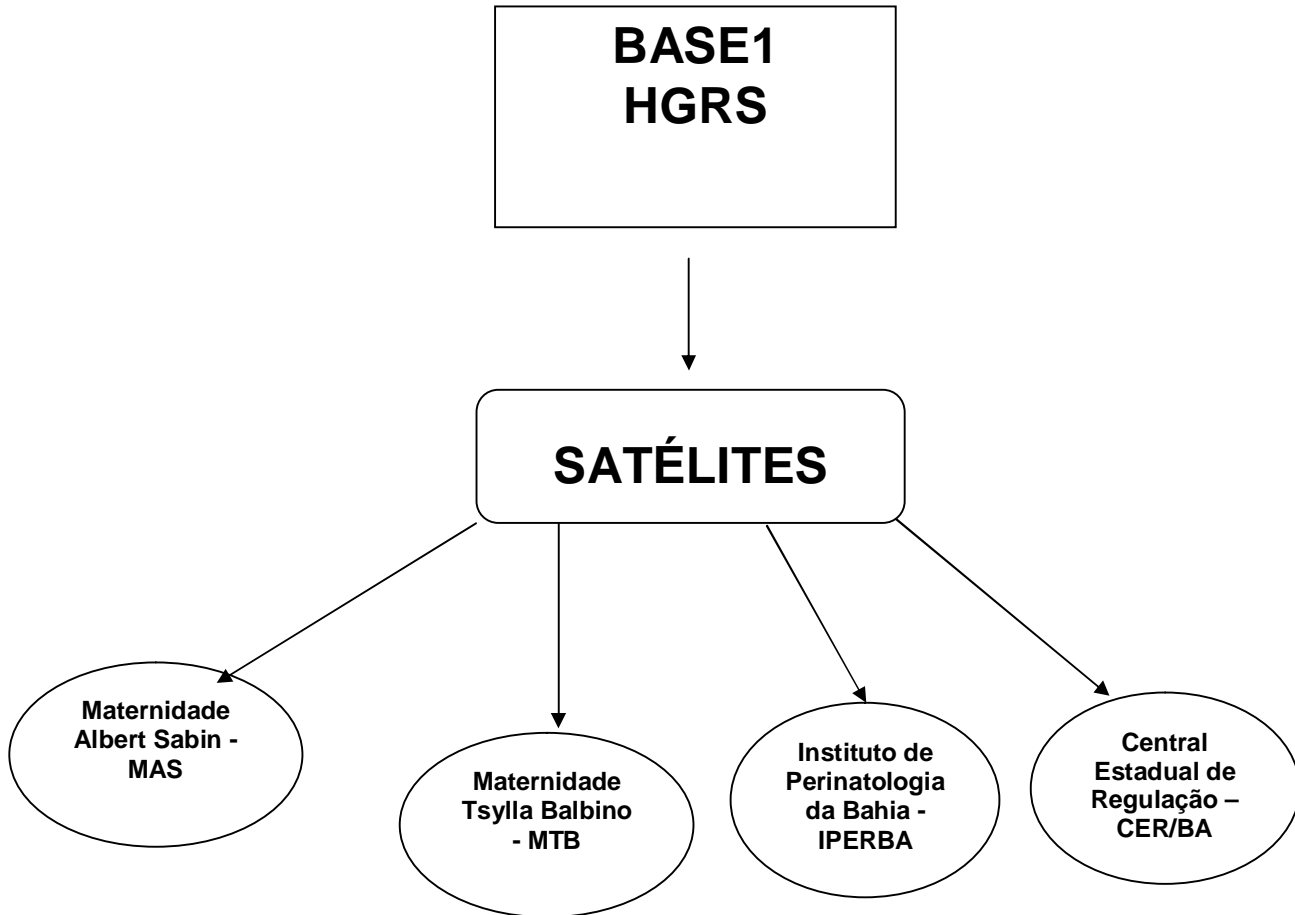 BASE1
HGRS
SATÉLITES
Maternidade
Albert Sabin -
MAS
Maternidade
Tsylla Balbino
- MTB
Instituto de
Perinatologia
da Bahia -
IPERBA
Central
Estadual de
Regulação –
CER/BA